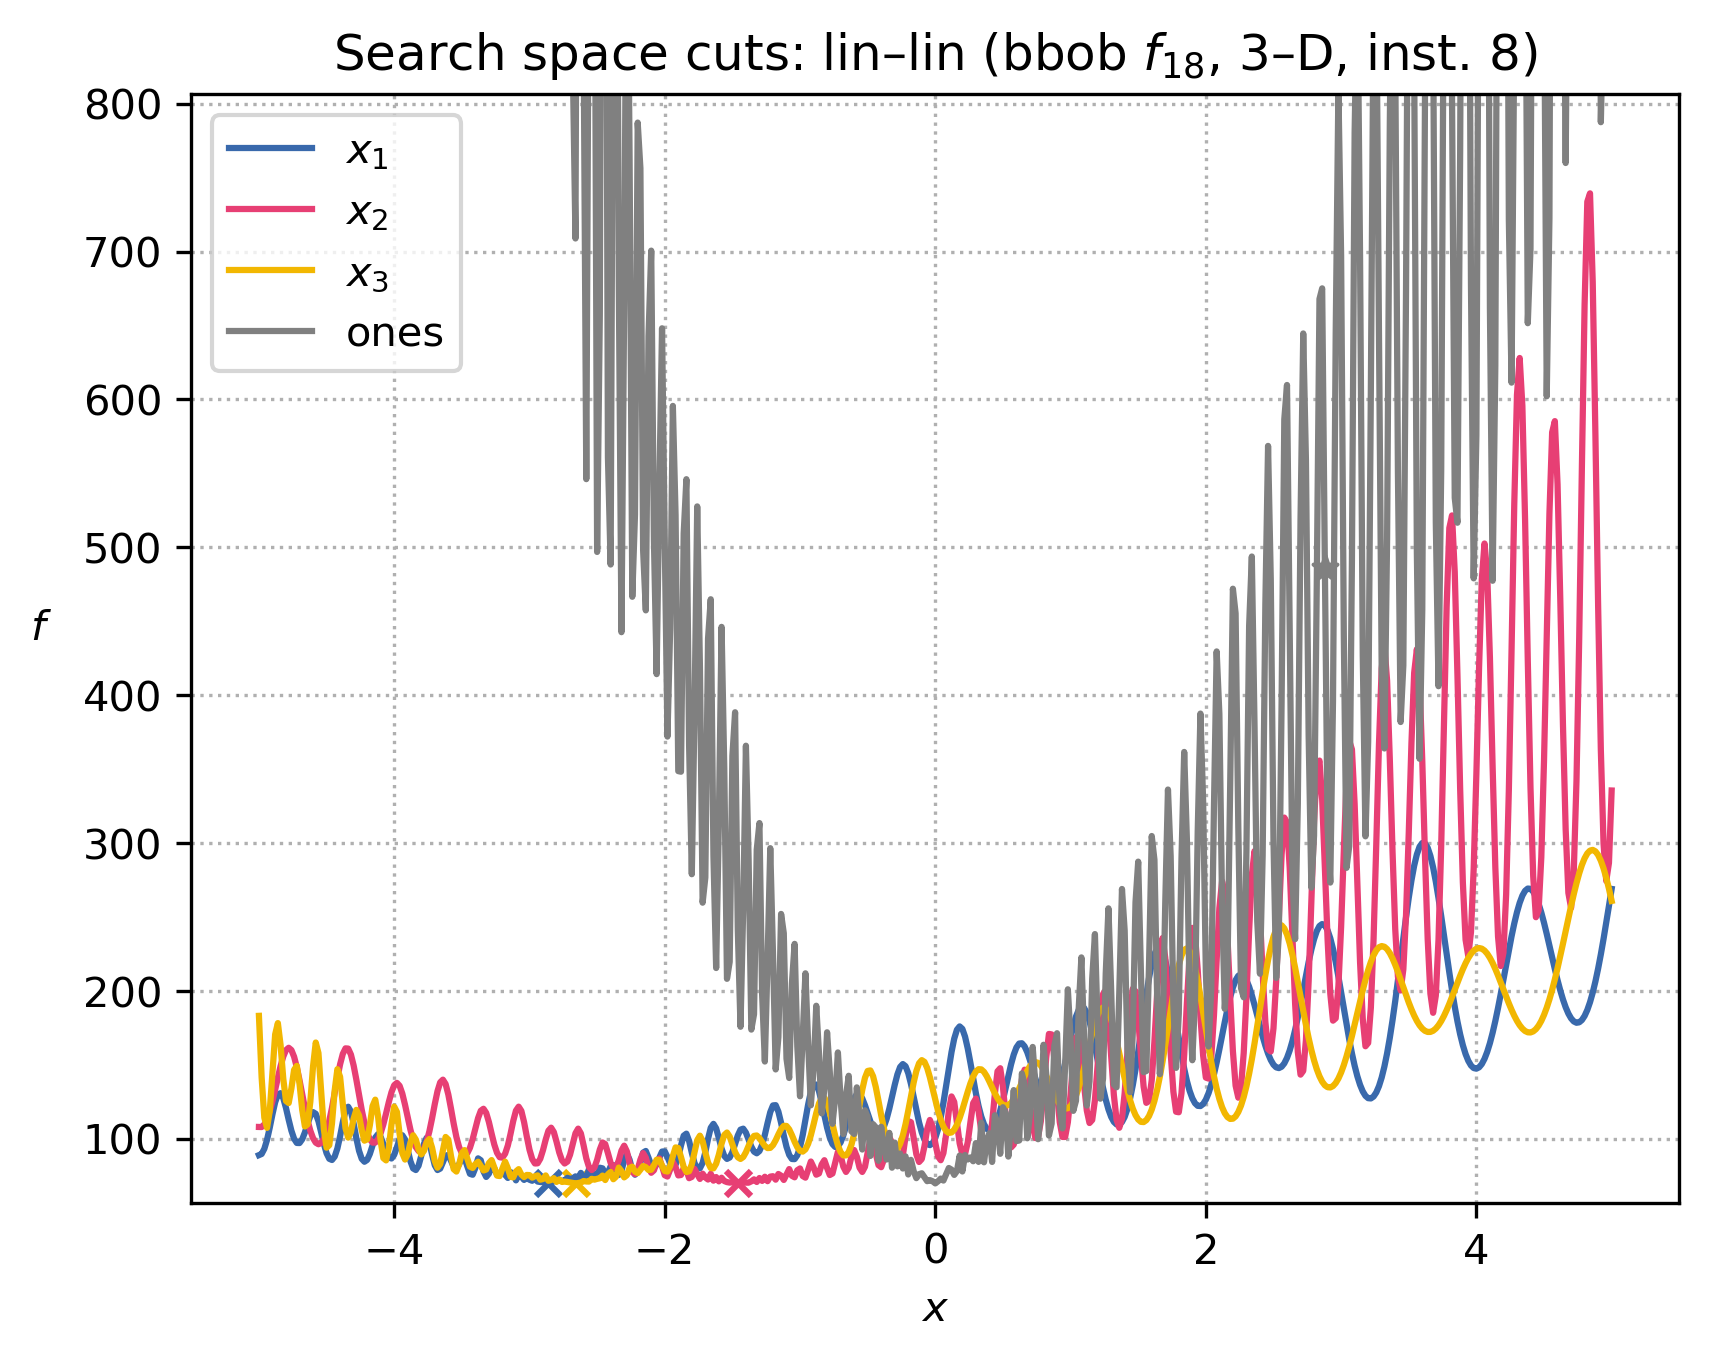 Search space cuts: lin–lin (bbob f18, 3–D, inst. 8)
800
700
600
500
400
300
200
100
f
x1
x2
x3
ones
−4
−2
0
2
4
x